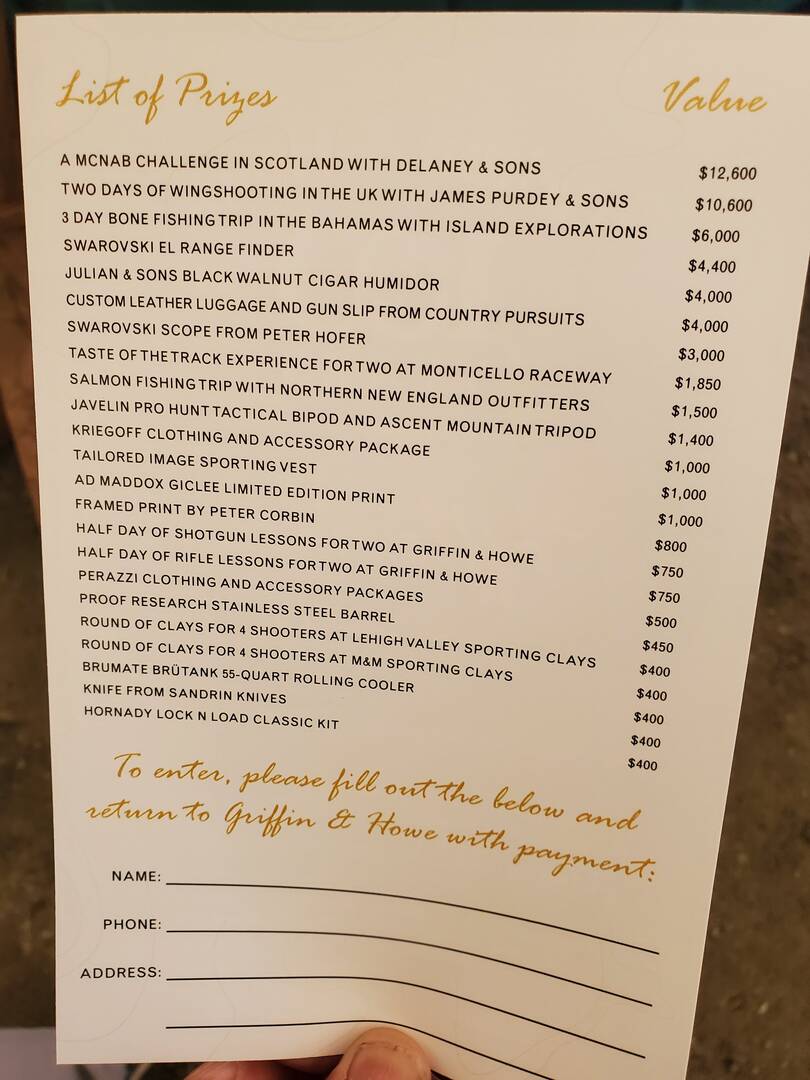 List of Prizes Value
A MCNAB CHALLENGE IN SCOTLAND WITH DELANEY & SONS $12,600
TWO DAYS OF WINGSHOOTING IN THE UK WITH JAMES PURDEY & SONS $10,600
3 DAY BONE FISHING TRIP IN THE BAHAMAS WITH ISLAND EXPLORATIONS $6,000
SWAROVSKI EL RANGE FINDER $4,400
JULIAN & SONS BLACK WALNUT CIGAR HUMIDOR $4,000
CUSTOM LEATHER LUGGAGE AND GUN SLIP FROM COUNTRY PURSUITS $4,000
SWAROVSKI SCOPE FROM PETER HOFER $3,000
TASTE OF THE TRACK EXPERIENCE FOR TWO AT MONTICELLO RACEWAY $1,850
SALMON FISHING TRIP WITH NORTHERN NEW ENGLAND OUTFITTERS $1,500
JAVELIN PRO HUNT TACTICAL BIPOD AND ASCENT MOUNTAIN TRIPOD $1,400
KRIEGOFF CLOTHING AND ACCESSORY PACKAGE $1,000
TAILORED IMAGE SPORTING VEST $1,000
AD MADDOX GICLEE LIMITED EDITION PRINT $1,000
FRAMED PRINT BY PETER CORBIN $800
HALF DAY OF SHOTGUN LESSONS FOR TWO AT GRIFFIN & HOWE $750
HALF DAY OF RIFLE LESSONS FOR TWO AT GRIFFIN & HOWE $750
PERAZZI CLOTHING AND ACCESSORY PACKAGES $500
PROOF RESEARCH STAINLESS STEEL BARREL $450
ROUND OF CLAYS FOR 4 SHOOTERS AT LEHIGH VALLEY SPORTING CLAYS $400
ROUND OF CLAYS FOR 4 SHOOTERS AT M&M SPORTING CLAYS $400
BRUMATE BRÜTANK 55-QUART ROLLING COOLER $400
KNIFE FROM SANDRIN KNIVES $400
HORNADY LOCK N LOAD CLASSIC KIT $400
To enter, please fill out the below and
return to Griffin & Howe with payment:
NAME:
PHONE:
ADDRESS: